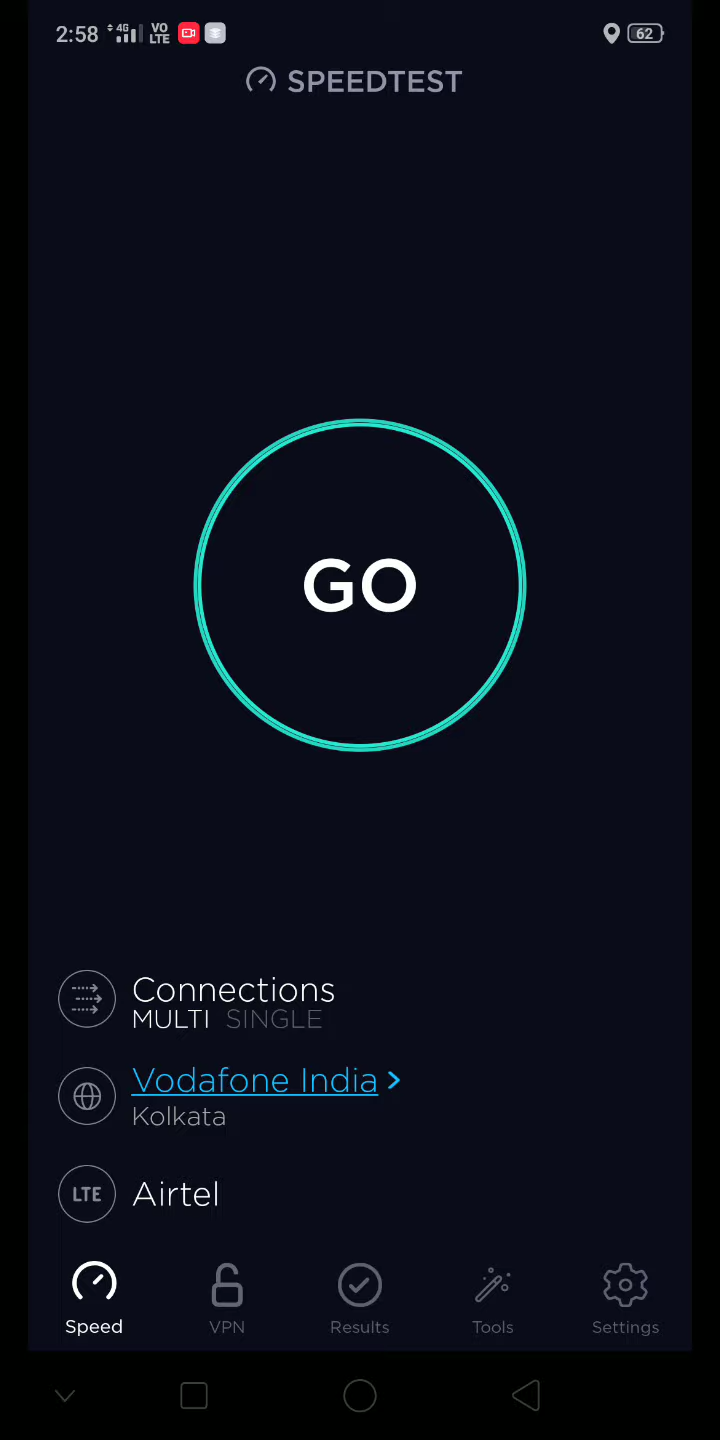 2:58 4G VO LTE 62
SPEEDTEST
GO
Connections
MULTI SINGLE
Vodafone India
Kolkata
LTE Airtel
Speed VPN Results Tools Settings